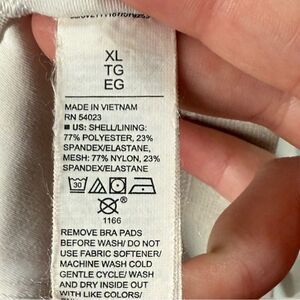 XL
TG
EG
MADE IN VIETNAM
RN 54023
■ US: SHELL/LINING:
77% POLYESTER, 23%
SPANDEX/ELASTANE,
MESH: 77% NYLON, 23%
SPANDEX/ELASTANE.
30
®
1166
REMOVE BRA PADS
BEFORE WASH/ DO NOT
USE FABRIC SOFTENER/
MACHINE WASH COLD
GENTLE CYCLE/ WASH
AND DRY INSIDE OUT
WITH LIKE COLORS/